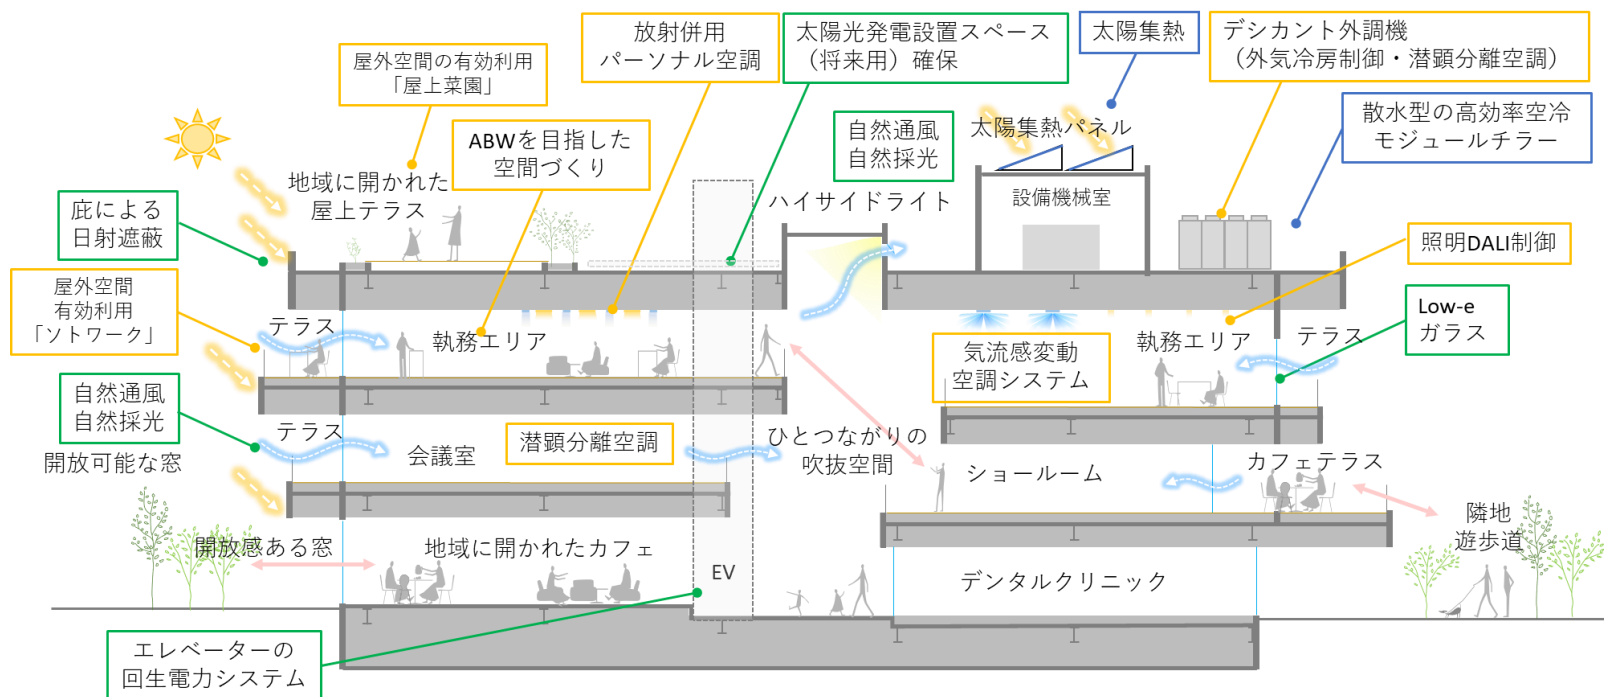 放射併用
パーソナル空調
太陽光発電設置スペース
（将来用）確保
太陽集熱
デシカント外調機
（外気冷房制御・潜顕分離空調）
屋外空間の有効利用
「屋上菜園」
散水型の高効率空冷
モジュールチラー
自然通風
自然採光
太陽集熱パネル
ABWを目指した
空間づくり
地域に開かれた
屋上テラス
ハイサイドライト
設備機械室
庇による
日射遮蔽
照明DALI制御
屋外空間
有効利用
「ソトワーク」
テラス
執務エリア
気流感変動
空調システム
執務エリア
テラス
Low-e
ガラス
自然通風
自然採光
開放可能な窓
テラス
会議室
潜顕分離空調
ひとつながりの
吹抜空間
ショールーム
カフェテラス
隣地
遊歩道
開放感ある窓
地域に開かれたカフェ
EV
デンタルクリニック
エレベーターの
回生電力システム